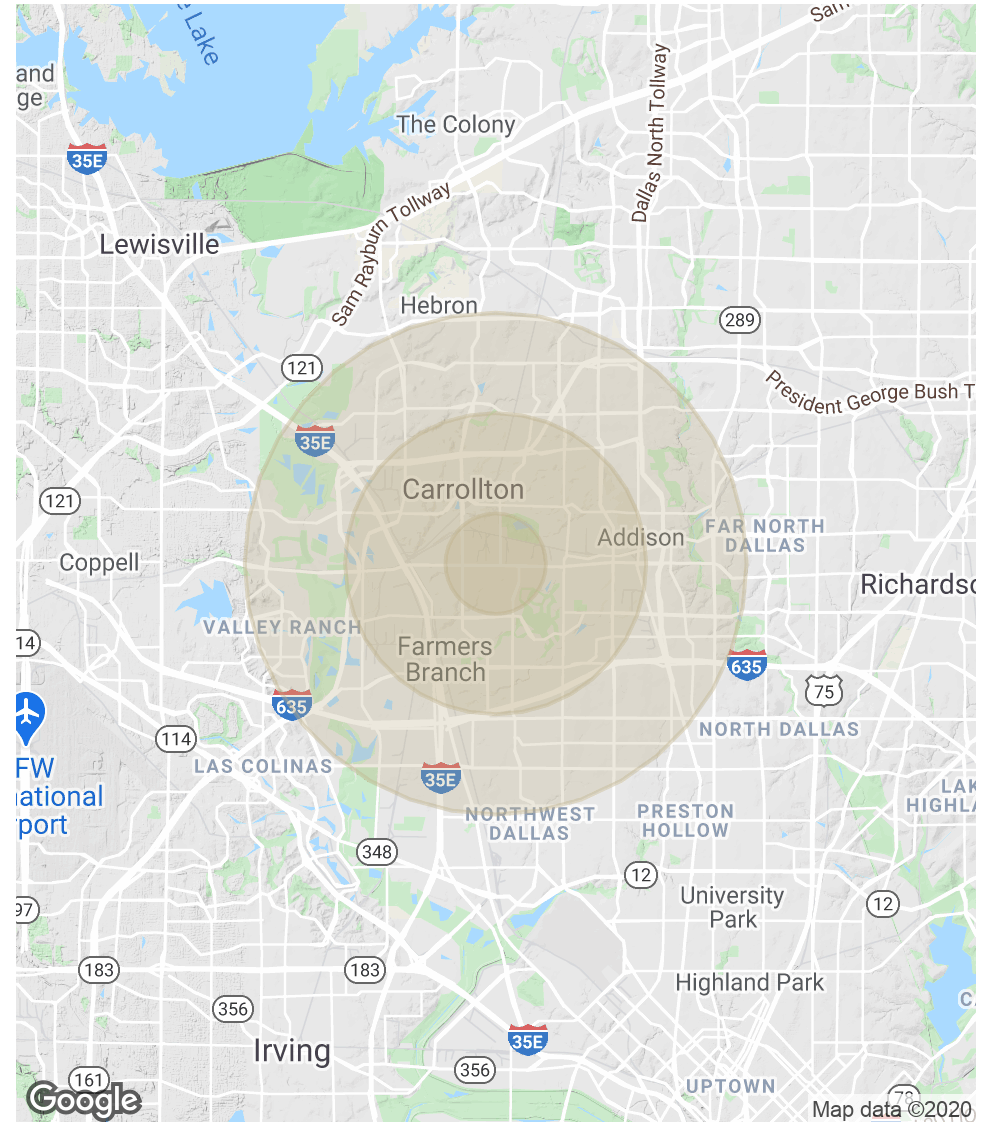 Sam
e Lake
and
ge
The Colony
Dallas North Tollway
35E
Sam Rayburn Tollway
Lewisville
Hebron
289
121
President George Bush T
35E
Carrollton
121
Addison
FAR NORTH
DALLAS
Coppell
Richardso
VALLEY RANCH
14
Farmers
Branch
635
75
635
114
NORTH DALLAS
FW
national
rport
LAS COLINAS
35E
LAK
HIGHLA
NORTHWEST
DALLAS
PRESTON
HOLLOW
348
12
University
Park
12
97
183
183
Highland Park
356
C
35E
Irving
356
161
UPTOWN
78
Google
Map data ©2020